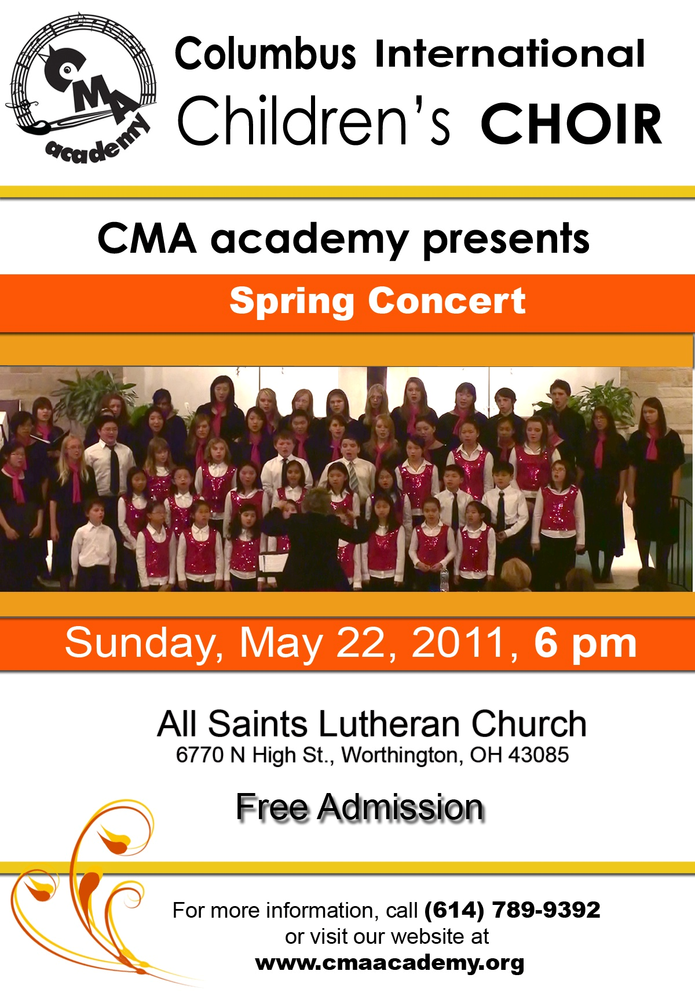 CMA
academy
Columbus International
Children's CHOIR
CMA academy presents
Spring Concert
Sunday, May 22, 2011, 6 pm
All Saints Lutheran Church
6770 N High St., Worthington, OH 43085
Free Admission
For more information, call (614) 789-9392
or visit our website at
www.cmaacademy.org